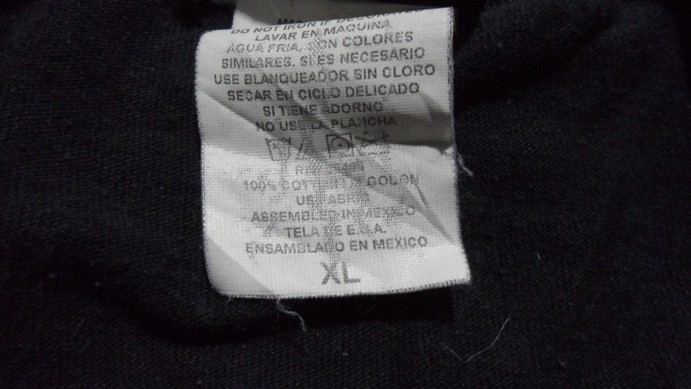 DO NOT IRON IF DECORATED
LAVAR EN MAQUINA
AGUA FRIA, CON COLORES
SIMILARES. SI ES NECESARIO
USE BLANQUEADOR SIN CLORO
SECAR EN CICLO DELICADO
SI TIENE ADORNO
NO USE LA PLANCHA
100% COTTON
ASSEMBLED IN MEXICO
TELA DE E.U.A.
ENSAMBLADO EN MEXICO
XL